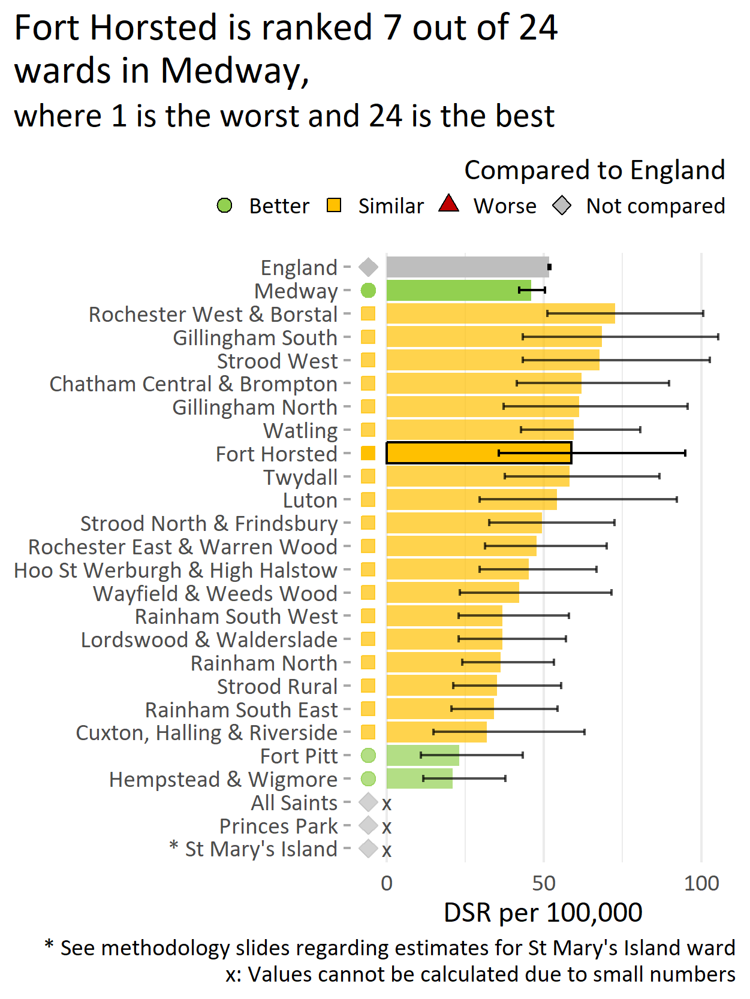 Fort Horsted is ranked 7 out of 24
wards in Medway,
where 1 is the worst and 24 is the best
Compared to England
Better Similar Worse Not compared
England
Medway
Rochester West & Borstal
Gillingham South
Strood West
Chatham Central & Brompton
Gillingham North
Watling
Fort Horsted
Twydall
Luton
Strood North & Frindsbury
Rochester East & Warren Wood
Hoo St Werburgh & High Halstow
Wayfield & Weeds Wood
Rainham South West
Lordswood & Walderslade
Rainham North
Strood Rural
Rainham South East
Cuxton, Halling & Riverside
Fort Pitt
Hempstead & Wigmore
All Saints x
Princes Park x
* St Mary's Island x
0 50 100
DSR per 100,000
* See methodology slides regarding estimates for St Mary's Island ward
x: Values cannot be calculated due to small numbers